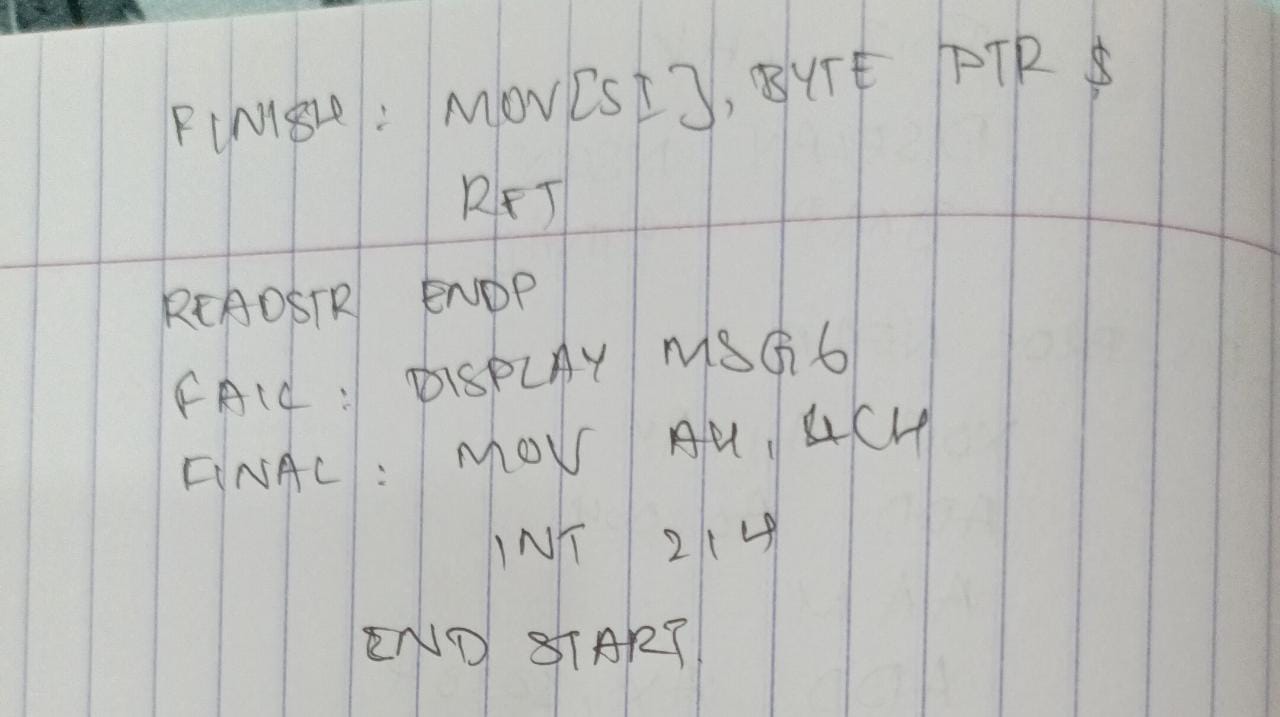 FINISH: MOV[SI], BYTE PTR $
RET
READSTR ENDP
FAIL: DISPLAY MSG6
FINAL: MOV AH, 4CH
INT 21H
END START